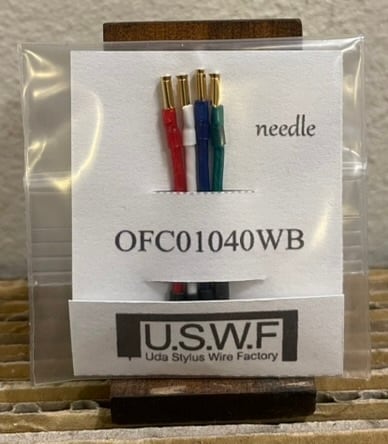 needle
OFC01040WB
U.S.W.F
Uda Stylus Wire Factory